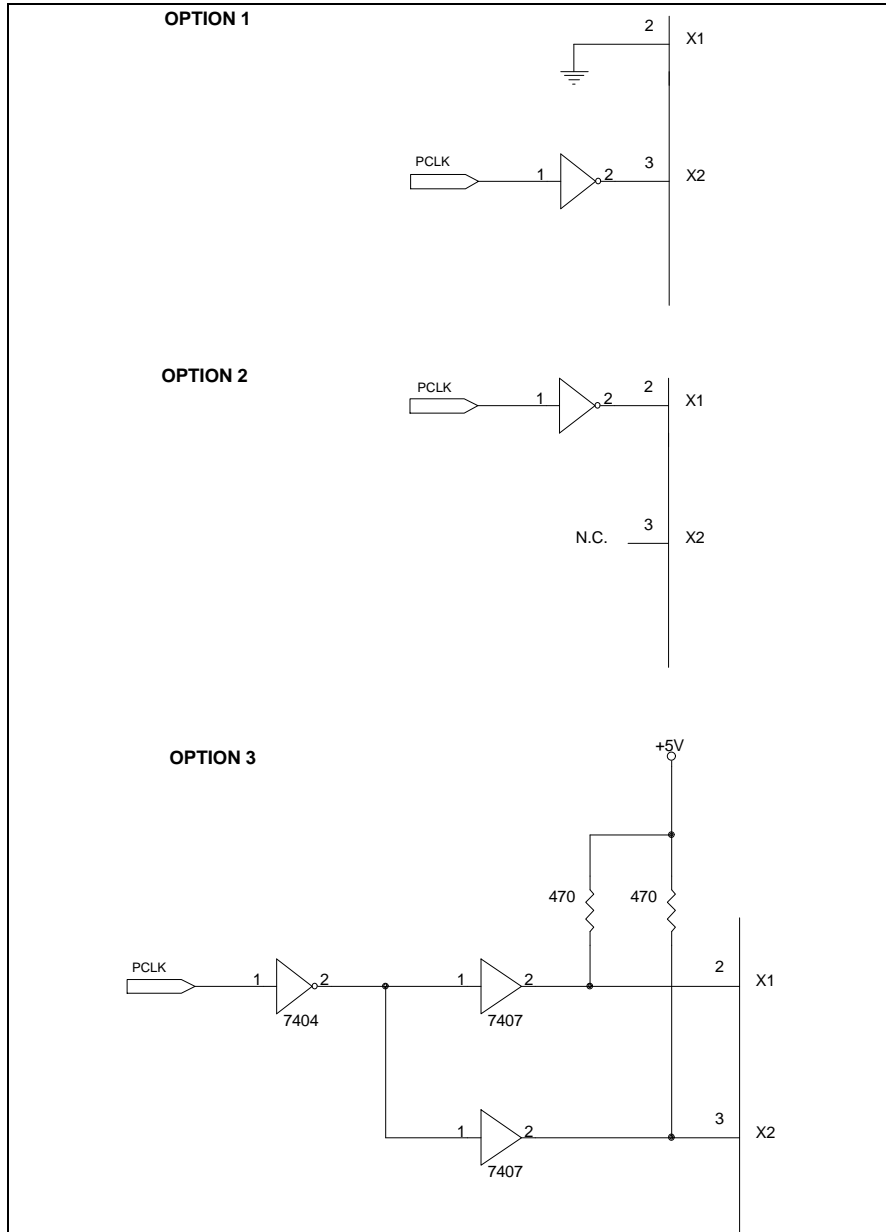 OPTION 1
2 X1
PCLK
1 2 3 X2
OPTION 2
PCLK
1 2 2 X1
N.C. 3 X2
OPTION 3
+5V
470 470
PCLK
1 2 1 2 2 X1
7404 7407
1 2 3 X2
7407